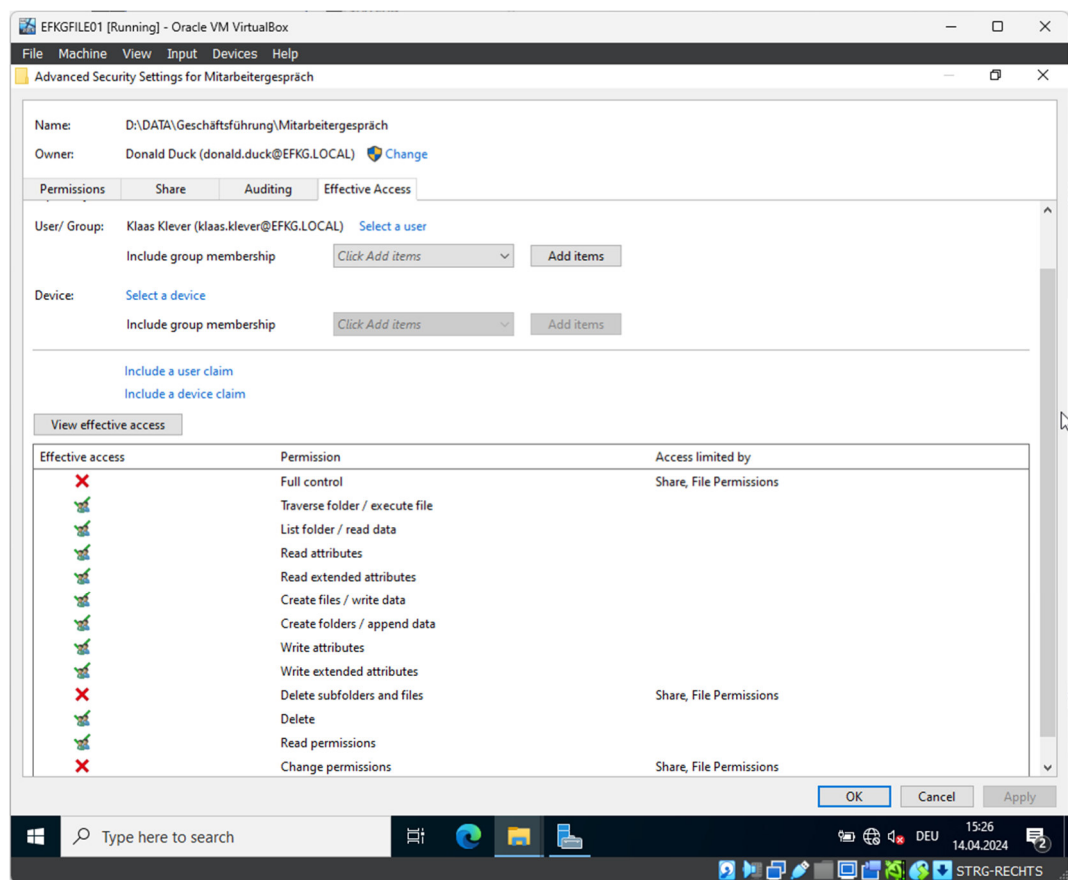 EFKGFILE01 [Running] - Oracle VM VirtualBox
File Machine View Input Devices Help
Advanced Security Settings for Mitarbeitergespräch
Name: D:\DATA\Geschäftsführung\Mitarbeitergespräch
Owner: Donald Duck (donald.duck@EFKG.LOCAL) Change
Permissions Share Auditing Effective Access
User/ Group: Klaas Klever (klaas.klever@EFKG.LOCAL) Select a user
Include group membership Click Add items Add items
Device: Select a device
Include group membership Click Add items Add items
Include a user claim
Include a device claim
View effective access
Effective access Permission Access limited by
Full control Share, File Permissions
Traverse folder / execute file
List folder / read data
Read attributes
Read extended attributes
Create files / write data
Create folders / append data
Write attributes
Write extended attributes
Delete subfolders and files Share, File Permissions
Delete
Read permissions
Change permissions Share, File Permissions
OK Cancel Apply
Type here to search DEU 15:26
14.04.2024 2
STRG-RECHTS